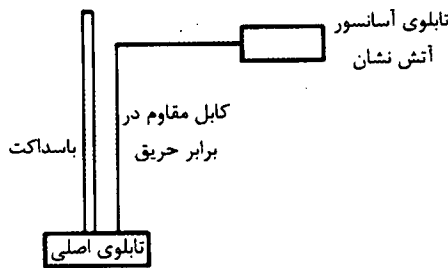 تابلوی آسانسور
آتش نشان
کابل مقاوم در
برابر حریق
باسداکت
تابلوی اصلی